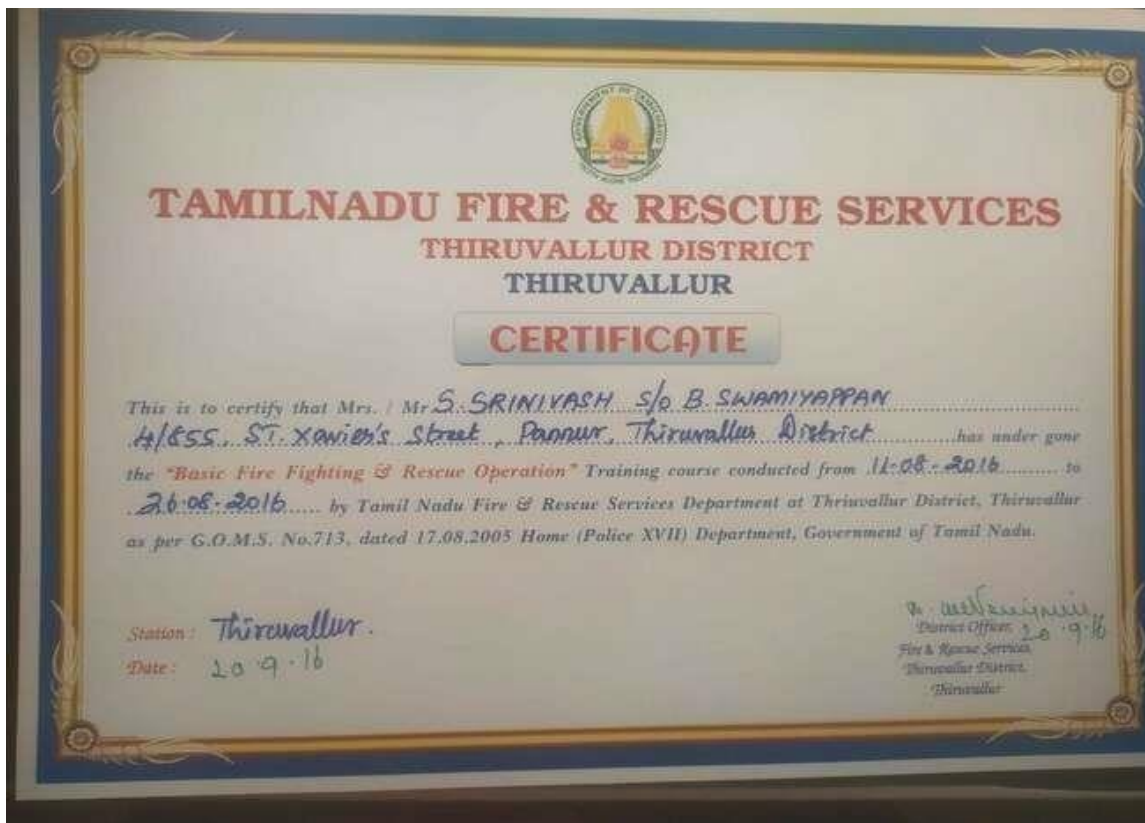 GOVERNMENT OF TAMILNADU
TAMILNADU FIRE & RESCUE SERVICES
THIRUVALLUR DISTRICT
THIRUVALLUR
CERTIFICATE
This is to certify that Mrs. / Mr S. SRINIVASH S/o B. SWAMIYAPPAN
4/855, ST. Xavier's Street, Pannur, Thiruvallur District has under gone
the "Basic Fire Fighting & Rescue Operation" Training course conducted from 11-08-2016 to
26-08-2016 by Tamil Nadu Fire & Rescue Services Department at Thriuvallur District, Thiruvallur
as per G.O.M.S. No.713, dated 17.08.2005 Home (Police XVII) Department, Government of Tamil Nadu.
Station : Thiruvallur.
Date : 20.9.16
District Officer, 20.9.16
Fire & Rescue Services,
Thiruvallur District,
Thiruvallur